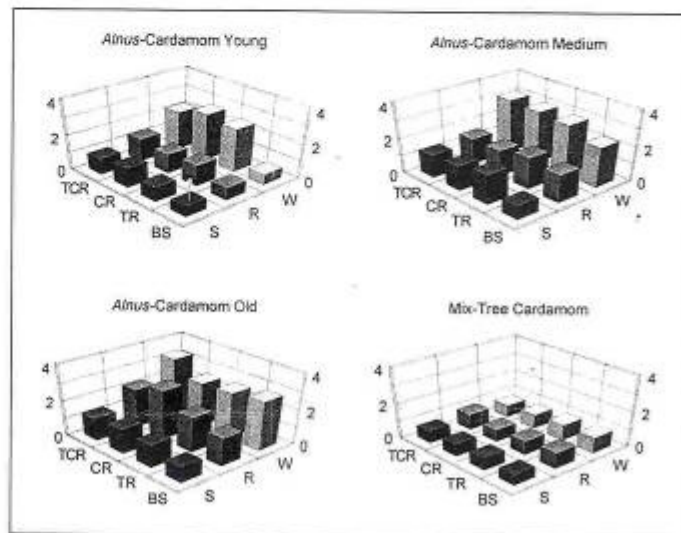 Alnus-Cardamom Young
4
2
0
4
2
0
TCR
CR
TR
BS
S
R
W
Alnus-Cardamom Medium
4
2
0
4
2
0
TCR
CR
TR
BS
S
R
W
Alnus-Cardamom Old
4
2
0
4
2
0
TCR
CR
TR
BS
S
R
W
Mix-Tree Cardamom
4
2
0
4
2
0
TCR
CR
TR
BS
S
R
W